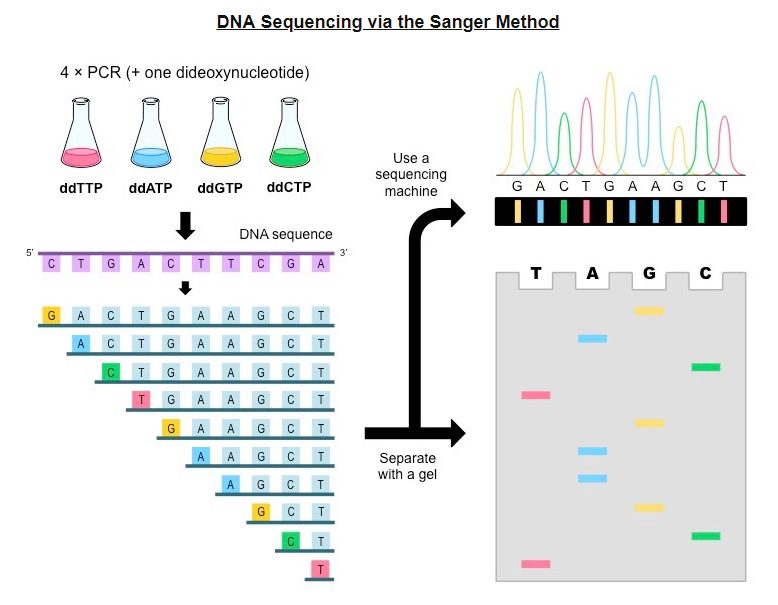 DNA Sequencing via the Sanger Method
4 × PCR (+ one dideoxynucleotide)
ddTTP ddATP ddGTP ddCTP
DNA sequence
5' 3'
C T G A C T T C G A
G A C T G A A G C T
A C T G A A G C T
C T G A A G C T
T G A A G C T
G A A G C T
A A G C T
A G C T
G C T
C T
T
Use a
sequencing
machine
Separate
with a gel
G A C T G A A G C T
T A G C